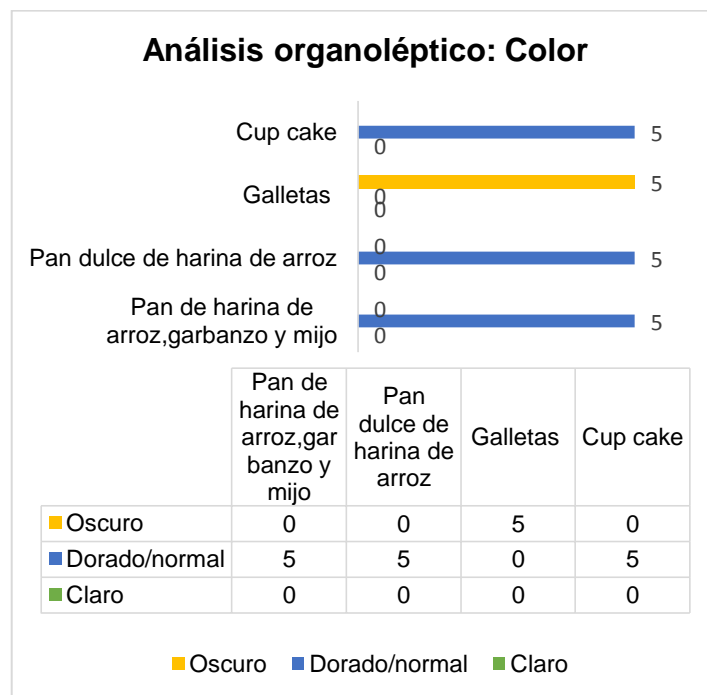 Análisis organoléptico: Color
Cup cake
5
0
Galletas
5
0
0
Pan dulce de harina de arroz
0
5
0
Pan de harina de
arroz,garbanzo y mijo
0
5
0
Pan de
harina de
arroz,gar
banzo y
mijo
Pan
dulce de
harina de
arroz
Galletas
Cup cake
Oscuro 0 0 5 0
Dorado/normal 5 5 0 5
Claro 0 0 0 0
Oscuro Dorado/normal Claro